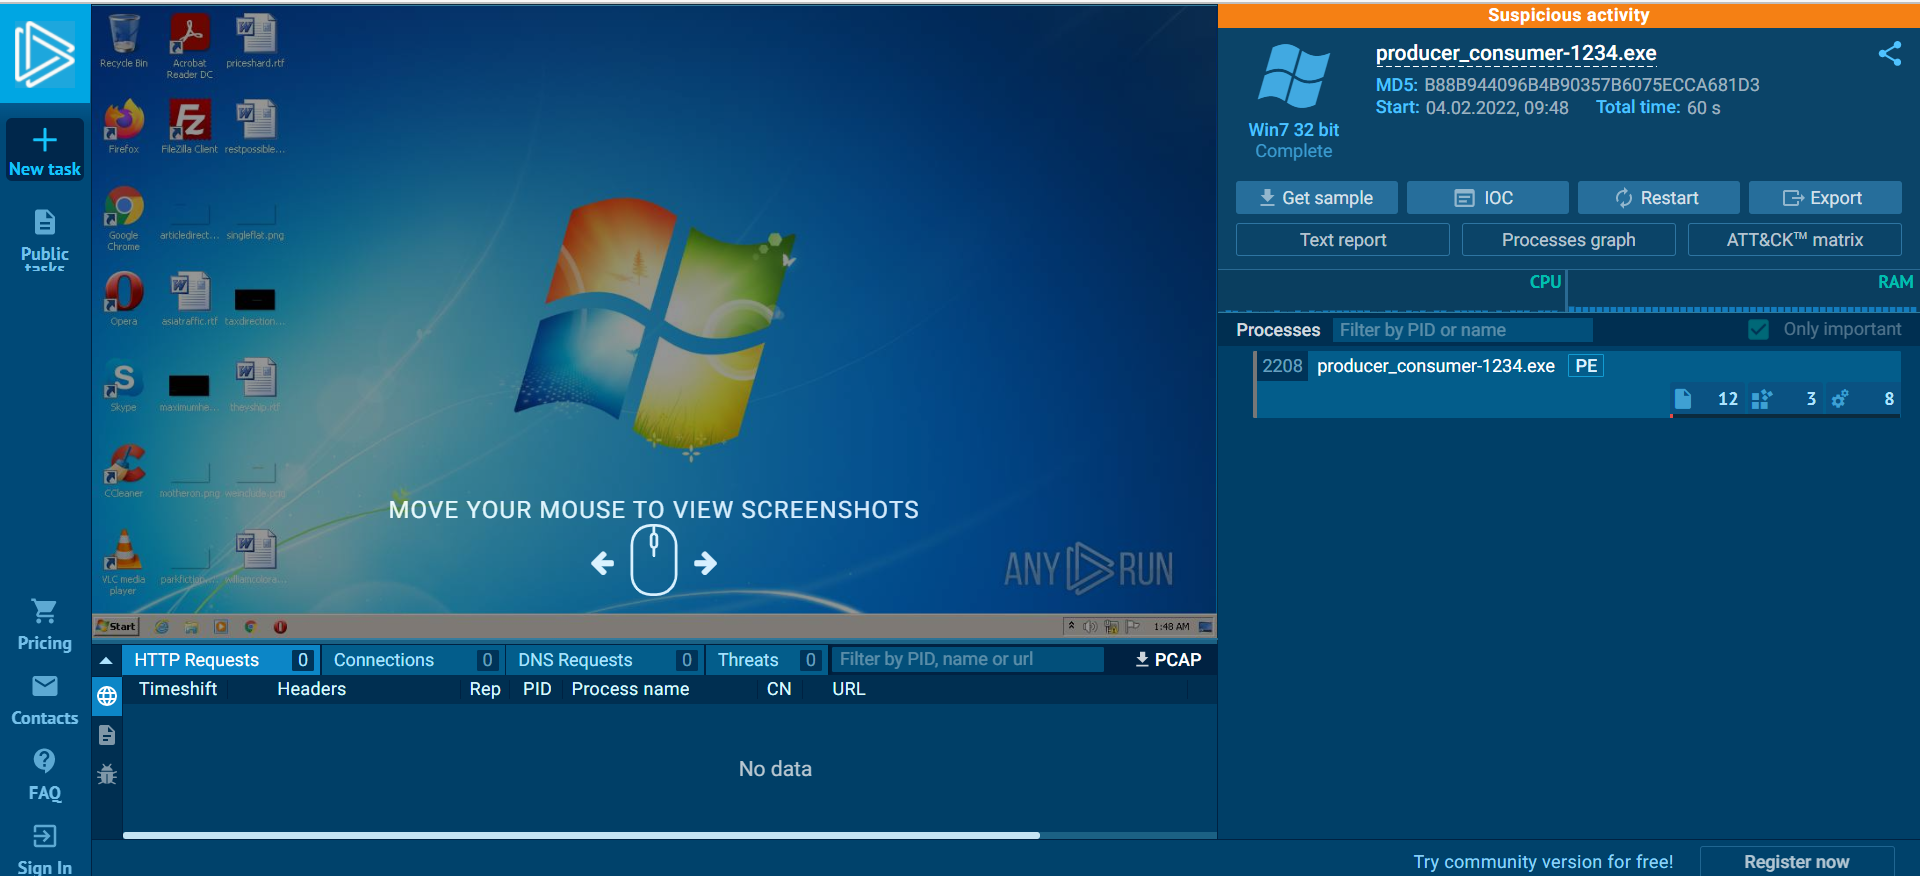 New task
Public
tasks
Pricing
Contacts
FAQ
Sign In
Recycle Bin
Acrobat
Reader DC
priceshard.rtf
Firefox
FileZilla Client
restpossible...
Google
Chrome
articledirect...
singleflat.png
Opera
asiatraffic.rtf
taxdirection...
Skype
maximumhe...
theyship.rtf
CCleaner
motheron.png
VLC media
player
parkfiction...
williamcolora...
MOVE YOUR MOUSE TO VIEW SCREENSHOTS
ANY RUN
Start
1:48 AM
HTTP Requests 0
Connections 0
DNS Requests 0
Threats 0
Filter by PID, name or url
PCAP
Timeshift Headers Rep PID Process name CN URL
No data
Suspicious activity
producer_consumer-1234.exe
MD5: B88B944096B4B90357B6075ECCA681D3
Start: 04.02.2022, 09:48 Total time: 60 s
Win7 32 bit
Complete
Get sample IOC Restart Export
Text report Processes graph ATT&CK™ matrix
CPU RAM
Processes Filter by PID or name Only important
2208 producer_consumer-1234.exe PE
12 3 8
Try community version for free! Register now